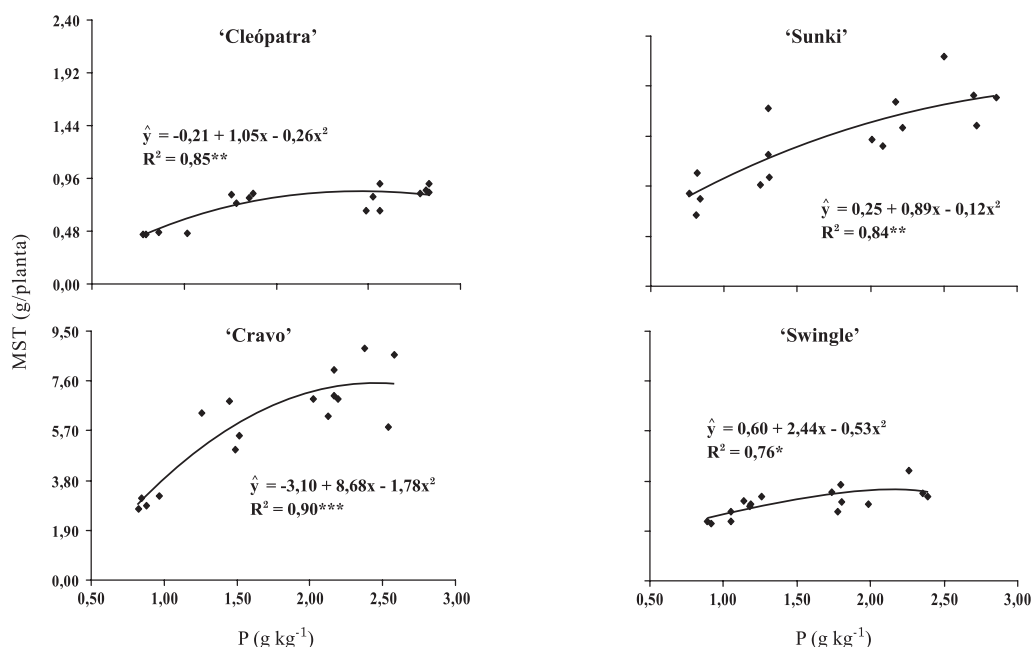 MST (g/planta)
‘Cleópatra’
2,40
1,92
1,44
0,96
0,48
0,00
ŷ = -0,21 + 1,05x - 0,26x²
R² = 0,85**
‘Sunki’
ŷ = 0,25 + 0,89x - 0,12x²
R² = 0,84**
‘Cravo’
9,50
7,60
5,70
3,80
1,90
0,00
ŷ = -3,10 + 8,68x - 1,78x²
R² = 0,90***
0,50 1,00 1,50 2,00 2,50 3,00
P (g kg⁻¹)
‘Swingle’
ŷ = 0,60 + 2,44x - 0,53x²
R² = 0,76*
0,50 1,00 1,50 2,00 2,50 3,00
P (g kg⁻¹)